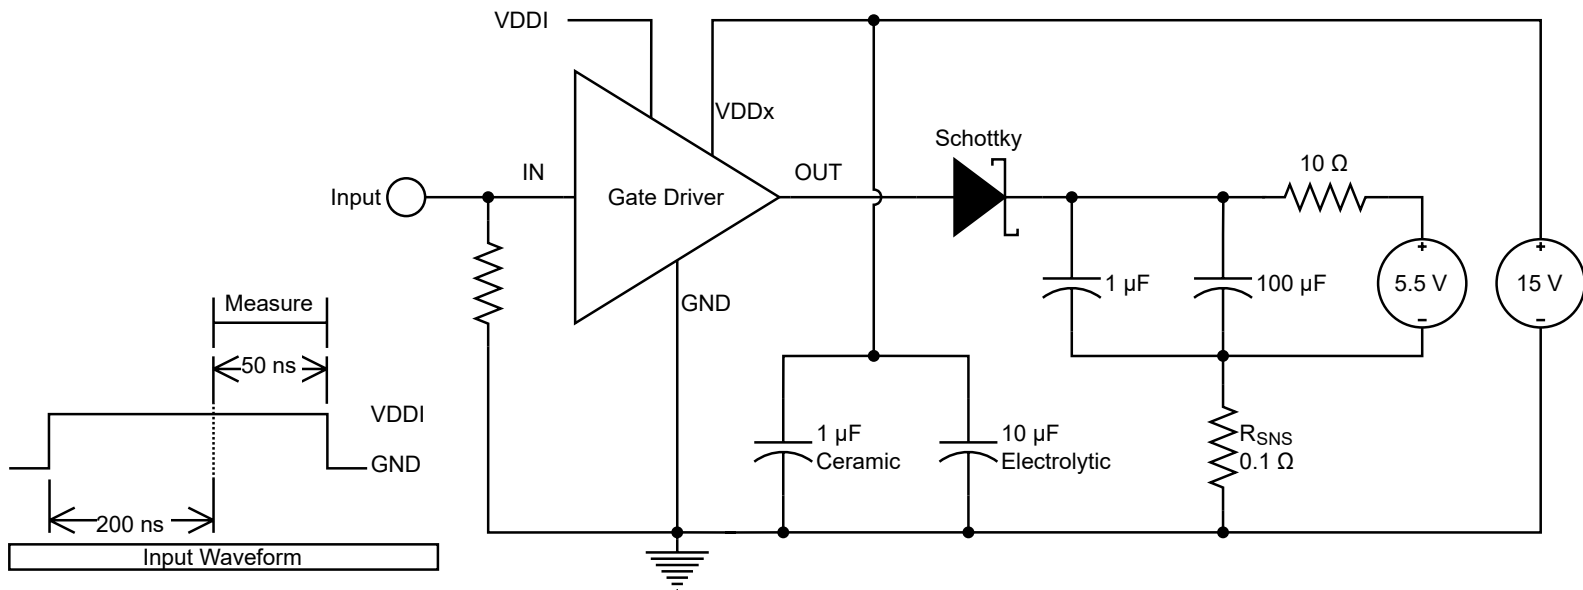 VDDI
VDDx
Schottky
10 Ω
Input
IN
Gate Driver
OUT
+
+
1 µF
100 µF
5.5 V
15 V
−
−
GND
Measure
50 ns
VDDI
GND
200 ns
Input Waveform
1 µF
Ceramic
10 µF
Electrolytic
RSNS
0.1 Ω